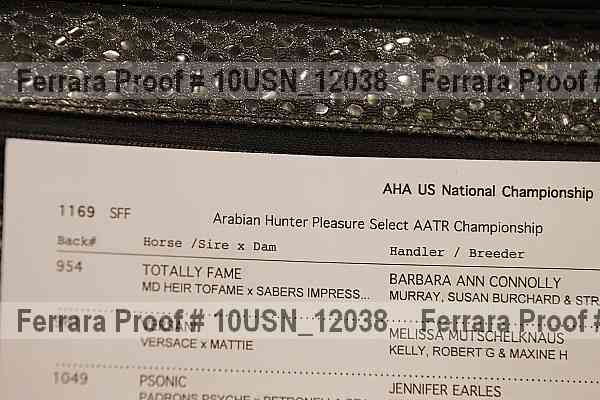 Ferrara Proof # 10USN_12038 Ferrara Proof #
AHA US National Championship
1169 SFF Arabian Hunter Pleasure Select AATR Championship
Back# Horse /Sire x Dam Handler / Breeder
954 TOTALLY FAME BARBARA ANN CONNOLLY
MD HEIR TOFAME x SABERS IMPRESS... MURRAY, SUSAN BURCHARD & STR
Ferrara Proof # 10USN_12038 Ferrara Proof #
MELISSA MUTSCHELKNAUS
VERSACE x MATTIE KELLY, ROBERT G & MAXINE H
1049 PSONIC JENNIFER EARLES
PADRONS PSYCHE x